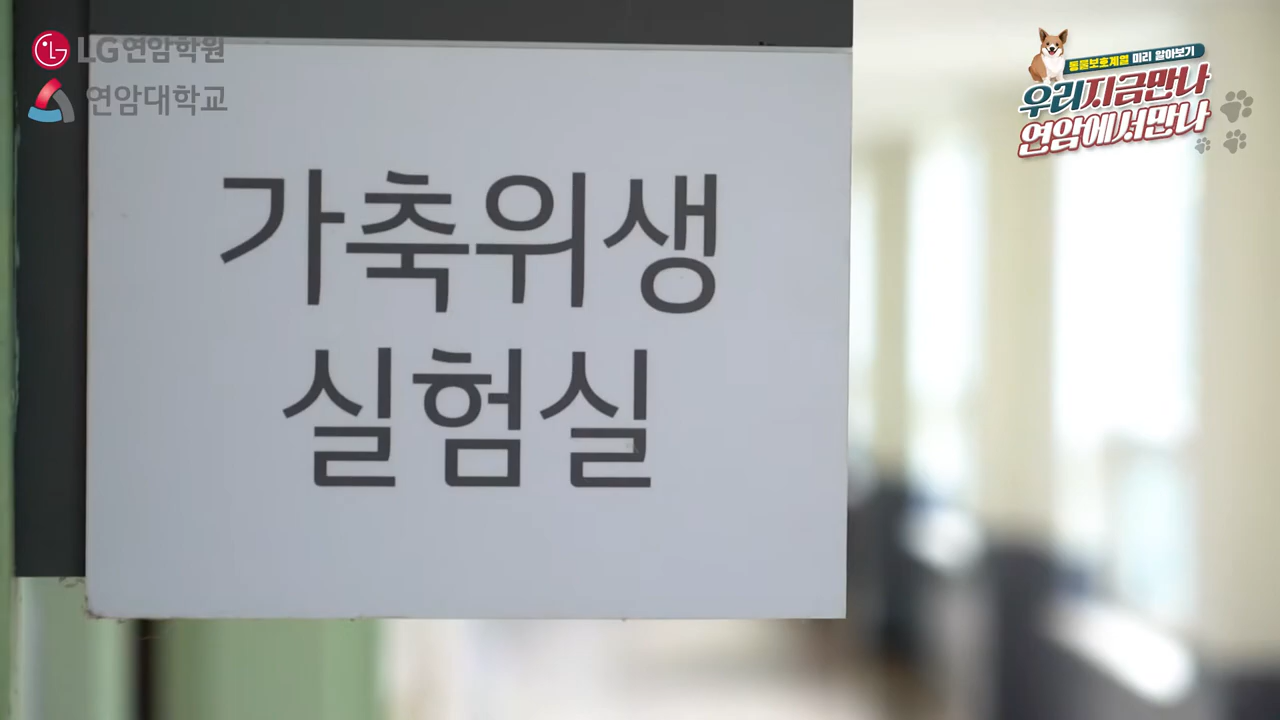 LG연암학원
연암대학교
동물보호계열 미리 알아보기
우리지금만나
연암에서만나
가축위생
실험실